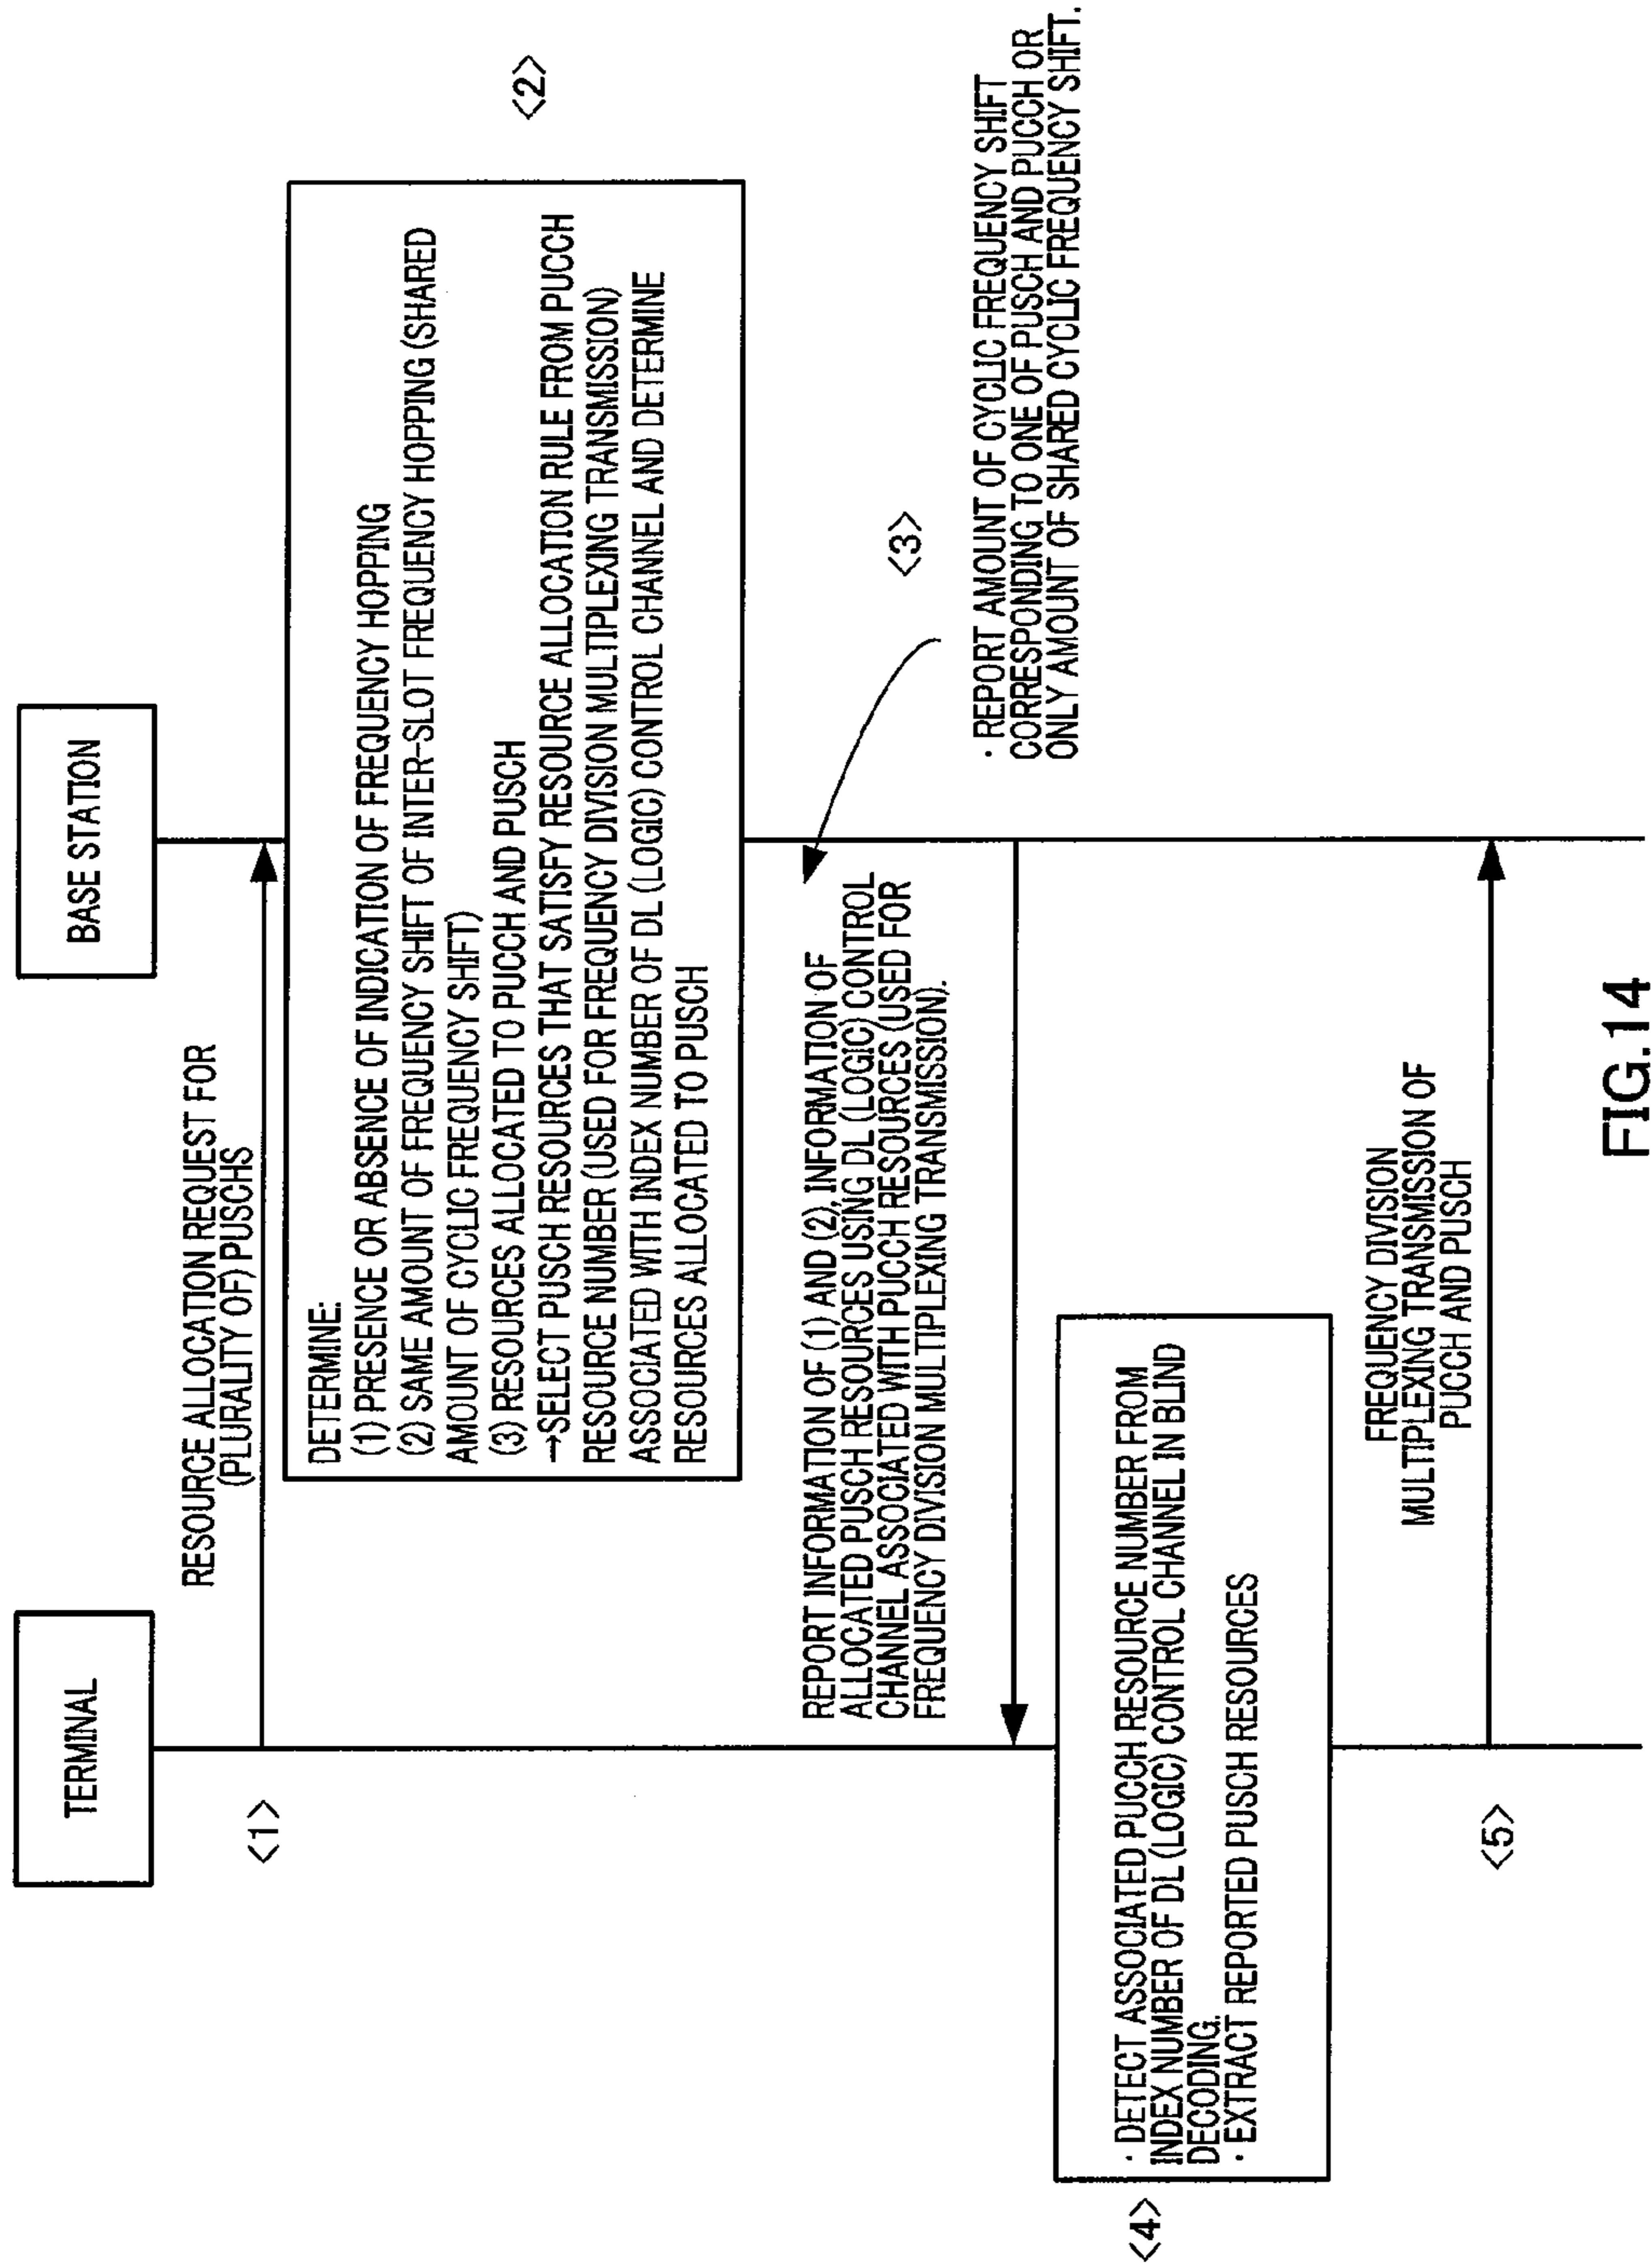 TERMINAL
BASE STATION
<1>
RESOURCE ALLOCATION REQUEST FOR
(PLURALITY OF) PUSCHS
<2>
DETERMINE:
(1) PRESENCE OR ABSENCE OF INDICATION OF FREQUENCY HOPPING
(2) SAME AMOUNT OF FREQUENCY SHIFT OF INTER-SLOT FREQUENCY HOPPING (SHARED
AMOUNT OF CYCLIC FREQUENCY SHIFT)
(3) RESOURCES ALLOCATED TO PUCCH AND PUSCH
→SELECT PUSCH RESOURCES THAT SATISFY RESOURCE ALLOCATION RULE FROM PUCCH
RESOURCE NUMBER (USED FOR FREQUENCY DIVISION MULTIPLEXING TRANSMISSION)
ASSOCIATED WITH INDEX NUMBER OF DL (LOGIC) CONTROL CHANNEL AND DETERMINE
RESOURCES ALLOCATED TO PUSCH
REPORT INFORMATION OF (1) AND (2), INFORMATION OF
ALLOCATED PUSCH RESOURCES USING DL (LOGIC) CONTROL
CHANNEL ASSOCIATED WITH PUCCH RESOURCES (USED FOR
FREQUENCY DIVISION MULTIPLEXING TRANSMISSION).
<3>
· REPORT AMOUNT OF CYCLIC FREQUENCY SHIFT
CORRESPONDING TO ONE OF PUSCH AND PUCCH OR
ONLY AMOUNT OF SHARED CYCLIC FREQUENCY SHIFT.
<4>
· DETECT ASSOCIATED PUCCH RESOURCE NUMBER FROM
INDEX NUMBER OF DL (LOGIC) CONTROL CHANNEL IN BLIND
DECODING.
· EXTRACT REPORTED PUSCH RESOURCES
<5>
FREQUENCY DIVISION
MULTIPLEXING TRANSMISSION OF
PUCCH AND PUSCH
FIG.14